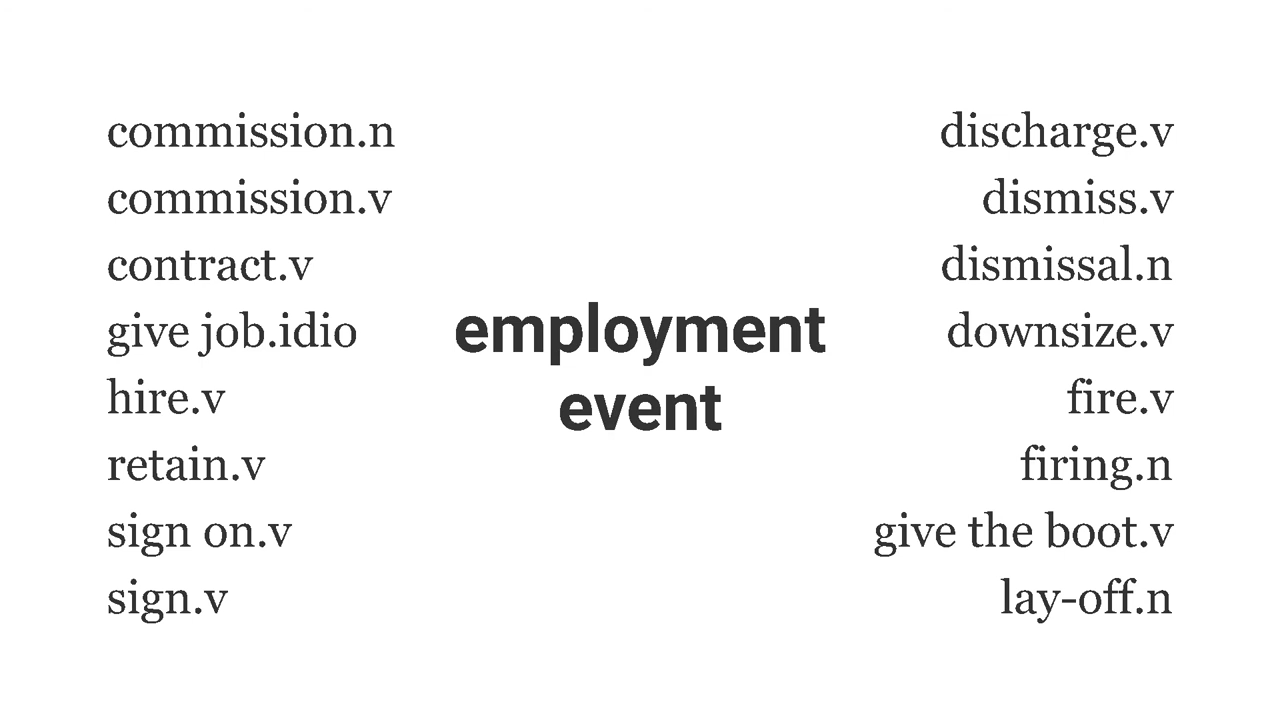 commission.n
commission.v
contract.v
give job.idio
hire.v
retain.v
sign on.v
sign.v
employment
event
discharge.v
dismiss.v
dismissal.n
downsize.v
fire.v
firing.n
give the boot.v
lay-off.n